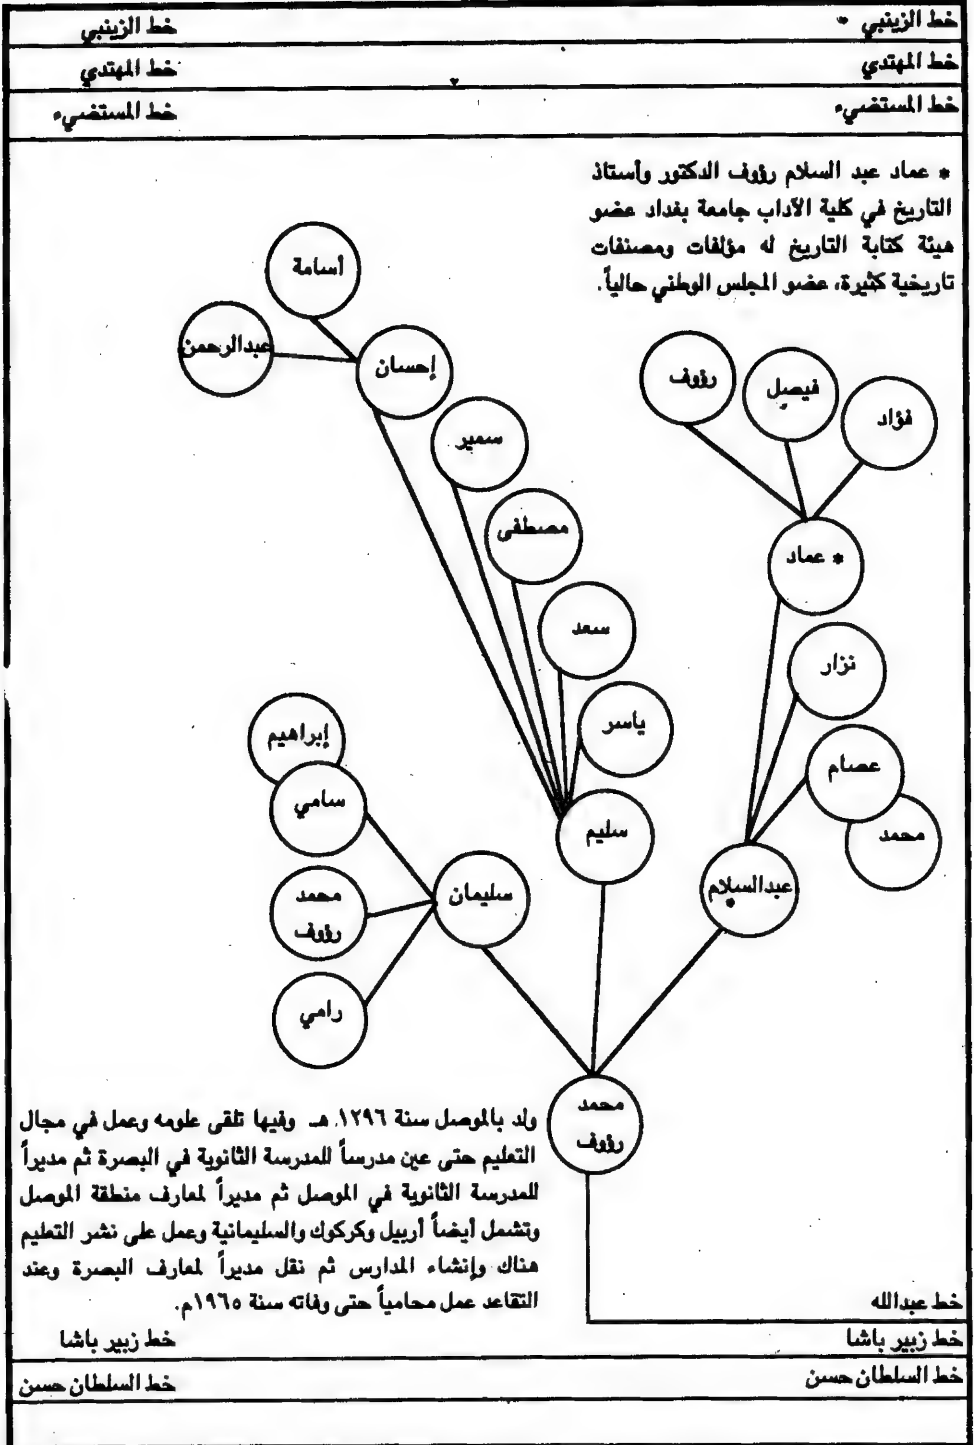 خط الزينبي خط الزينبي
خط المهتدي خط المهتدي
خط المستضيء خط المستضيء
* عماد عبد السلام رؤوف الدكتور وأستاذ
التاريخ في كلية الآداب جامعة بغداد عضو
هيئة كتابة التاريخ له مؤلفات ومصنفات
تاريخية كثيرة، عضو المجلس الوطني حالياً.
أسامة
عبدالرحمن
إحسان
سمير
مصطفى
سعد
ياسر
سليم
رؤوف
فيصل
فؤاد
* عماد
نزار
عصام
محمد
عبدالسلام
إبراهيم
سامي
محمد
رؤوف
رامي
سليمان
محمد
رؤوف
ولد بالموصل سنة ١٢٩٦ هـ وفيها تلقى علومه وعمل في مجال
التعليم حتى عين مدرساً للمدرسة الثانوية في البصرة ثم مديراً
للمدرسة الثانوية في الموصل ثم مديراً لمعارف منطقة الموصل
وتشمل أيضاً أربيل وكركوك والسليمانية وعمل على نشر التعليم
هناك وإنشاء المدارس ثم نقل مديراً لمعارف البصرة وعند
التقاعد عمل محامياً حتى وفاته سنة ١٩٦٥م.
خط عبدالله
خط زبير باشا خط زبير باشا
خط السلطان حسن خط السلطان حسن